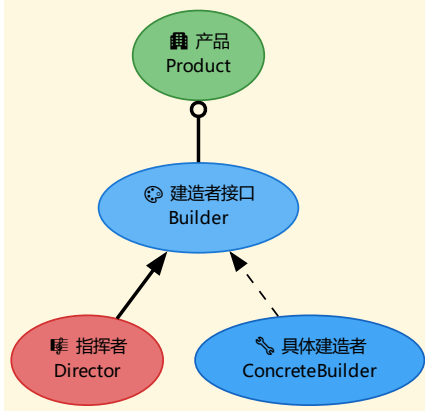 🏢 产品
Product
🎨 建造者接口
Builder
🎼 指挥者
Director
🔧 具体建造者
ConcreteBuilder